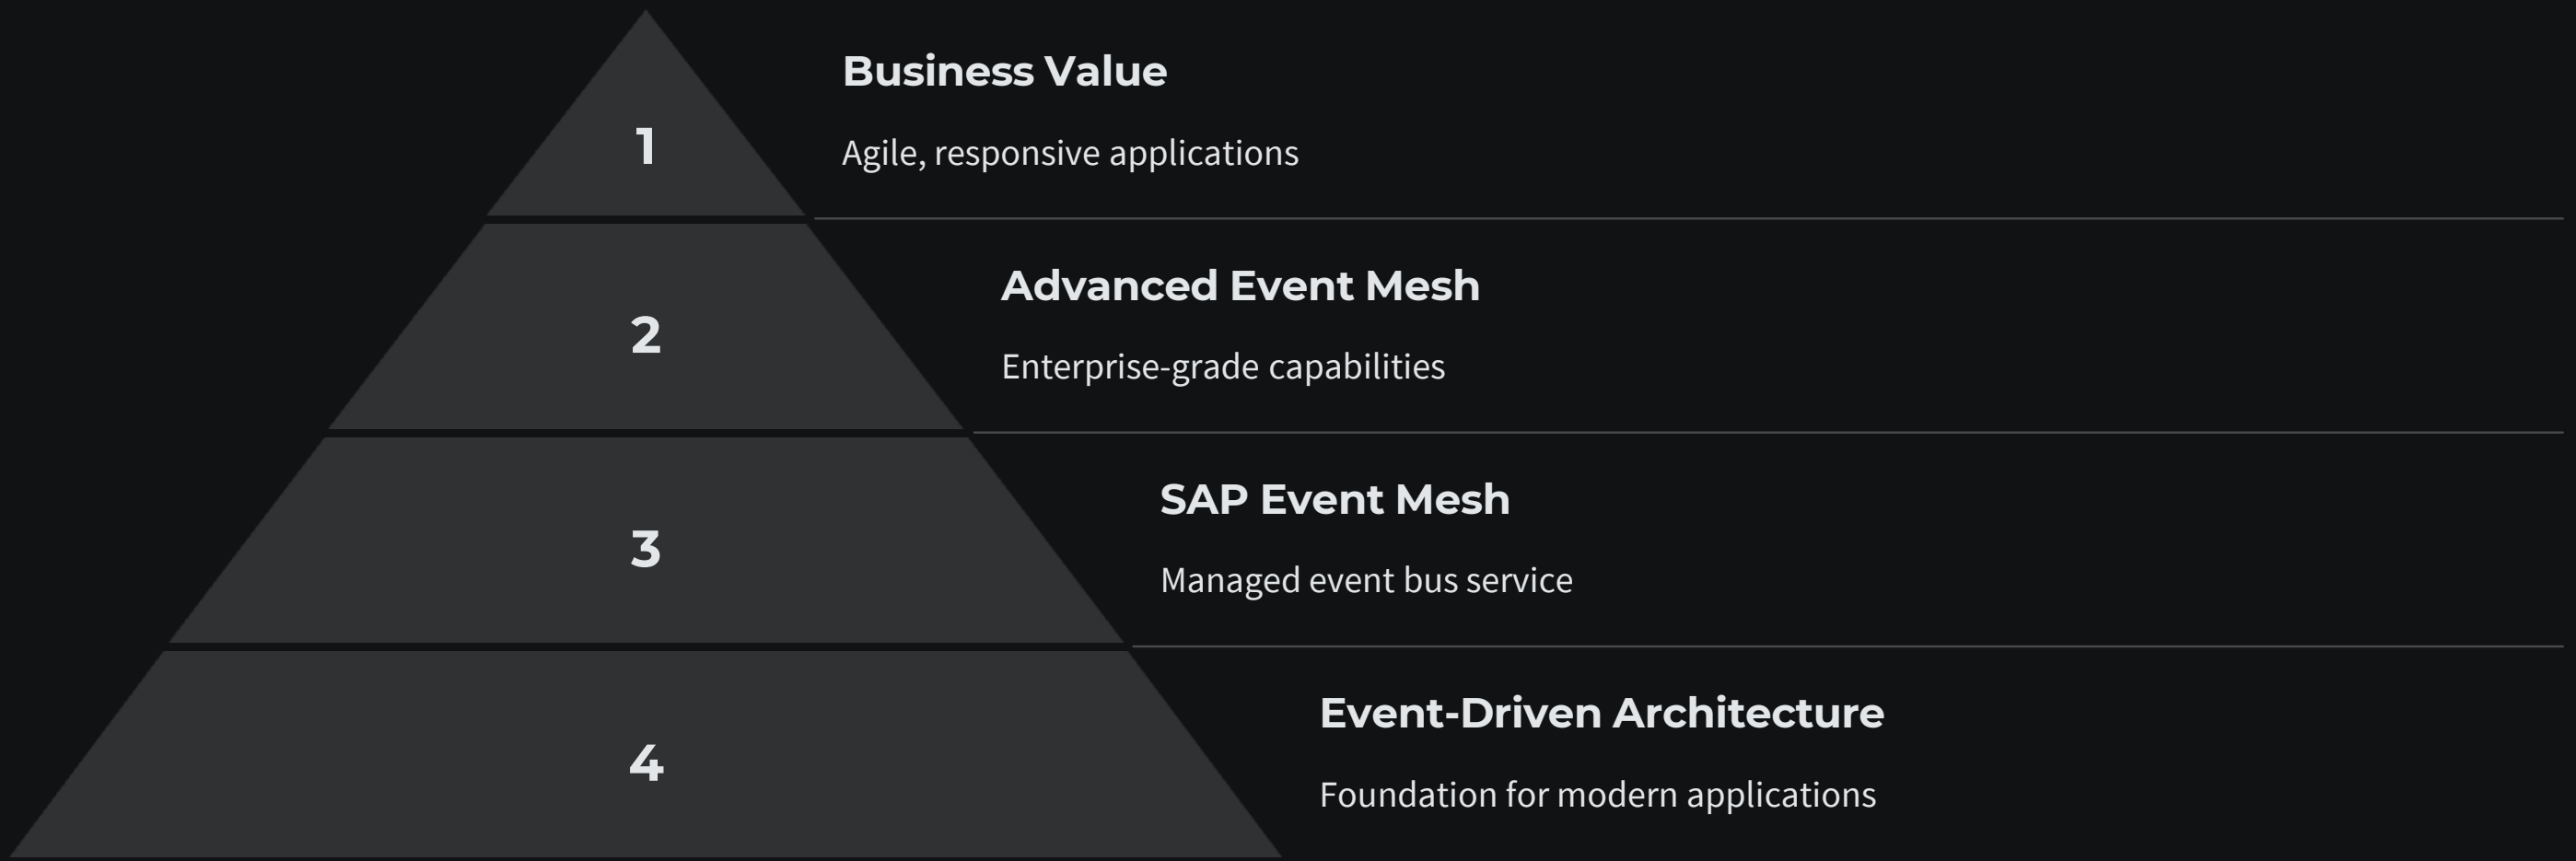 1
Business Value
Agile, responsive applications
2
Advanced Event Mesh
Enterprise-grade capabilities
3
SAP Event Mesh
Managed event bus service
4
Event-Driven Architecture
Foundation for modern applications